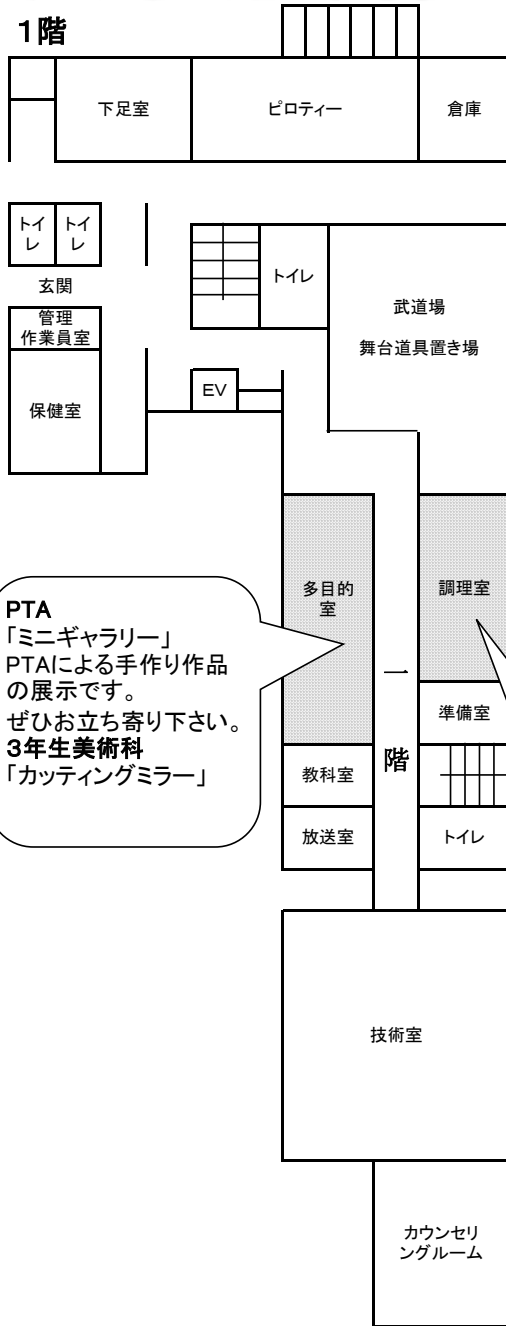 1階
下足室
ピロティー
倉庫
トイ
レ
トイ
レ
玄関
管理
作業員室
保健室
トイレ
EV
武道場
舞台道具置き場
多目的
室
調理室
PTA
「ミニギャラリー」
PTAによる手作り作品
の展示です。
ぜひお立ち寄り下さい。
3年生美術科
「カッティングミラー」
一階
準備室
教科室
放送室
トイレ
技術室
カウンセリ
ングルーム